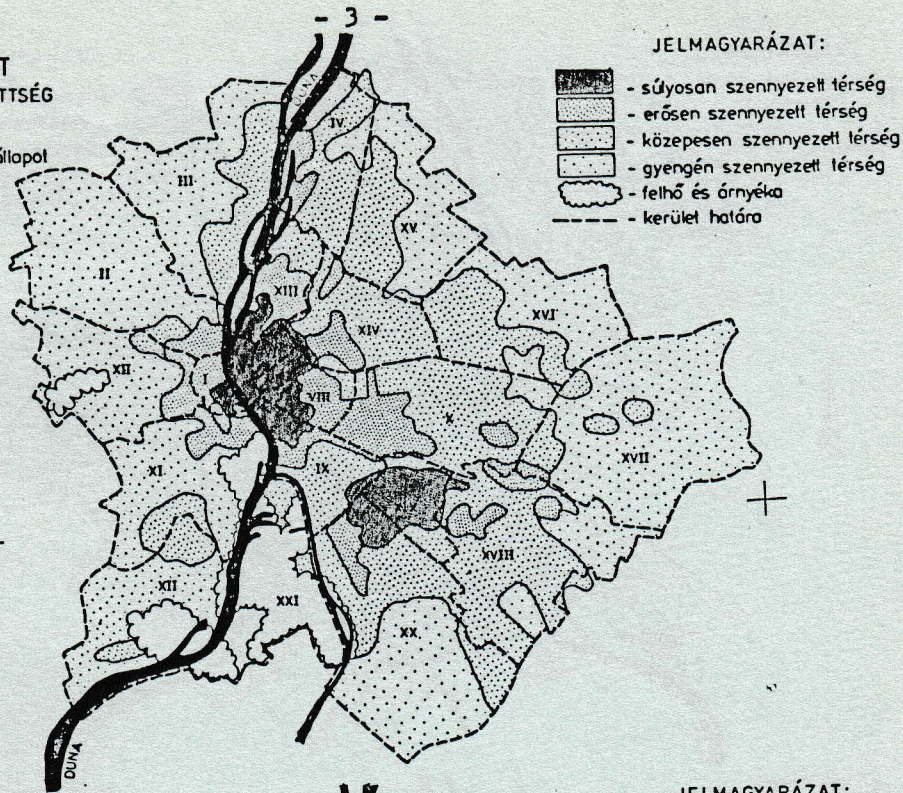 - 3 -
T
TTSÉG
állapot
JELMAGYARÁZAT:
- súlyosan szennyezett térség
- erősen szennyezett térség
- közepesen szennyezett térség
- gyengén szennyezett térség
- felhő és árnyéka
- kerület határa
DUNA
IV.
III
XV.
II
XIII
XVI
XIV
XII
VIII
X
XVII
XI
IX
XVIII
XII
XXI
XX
DUNA
JELMAGYARÁZAT: